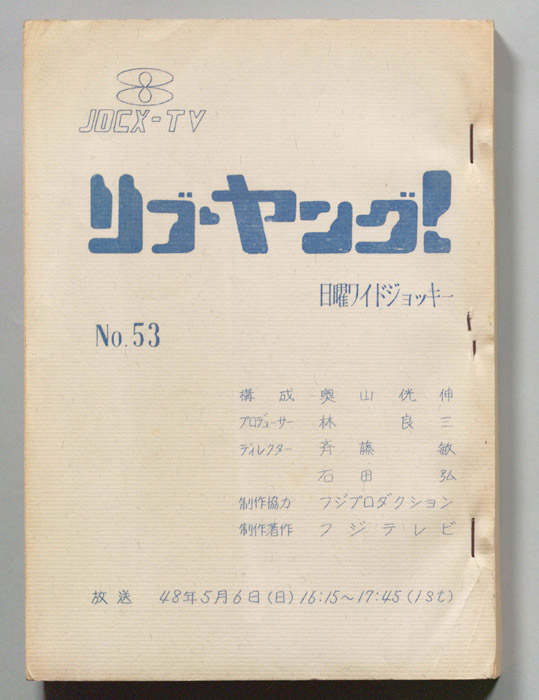 JOCX-TV
リブ・ヤング!
日曜ワイドジョッキー
No.53
構成 奥山侊伸
プロデューサー 林良三
ディレクター 斉藤敏
石田弘
制作協力 フジプロダクション
制作著作 フジテレビ
放送 48年5月6日(日)16:15~17:45(1st)